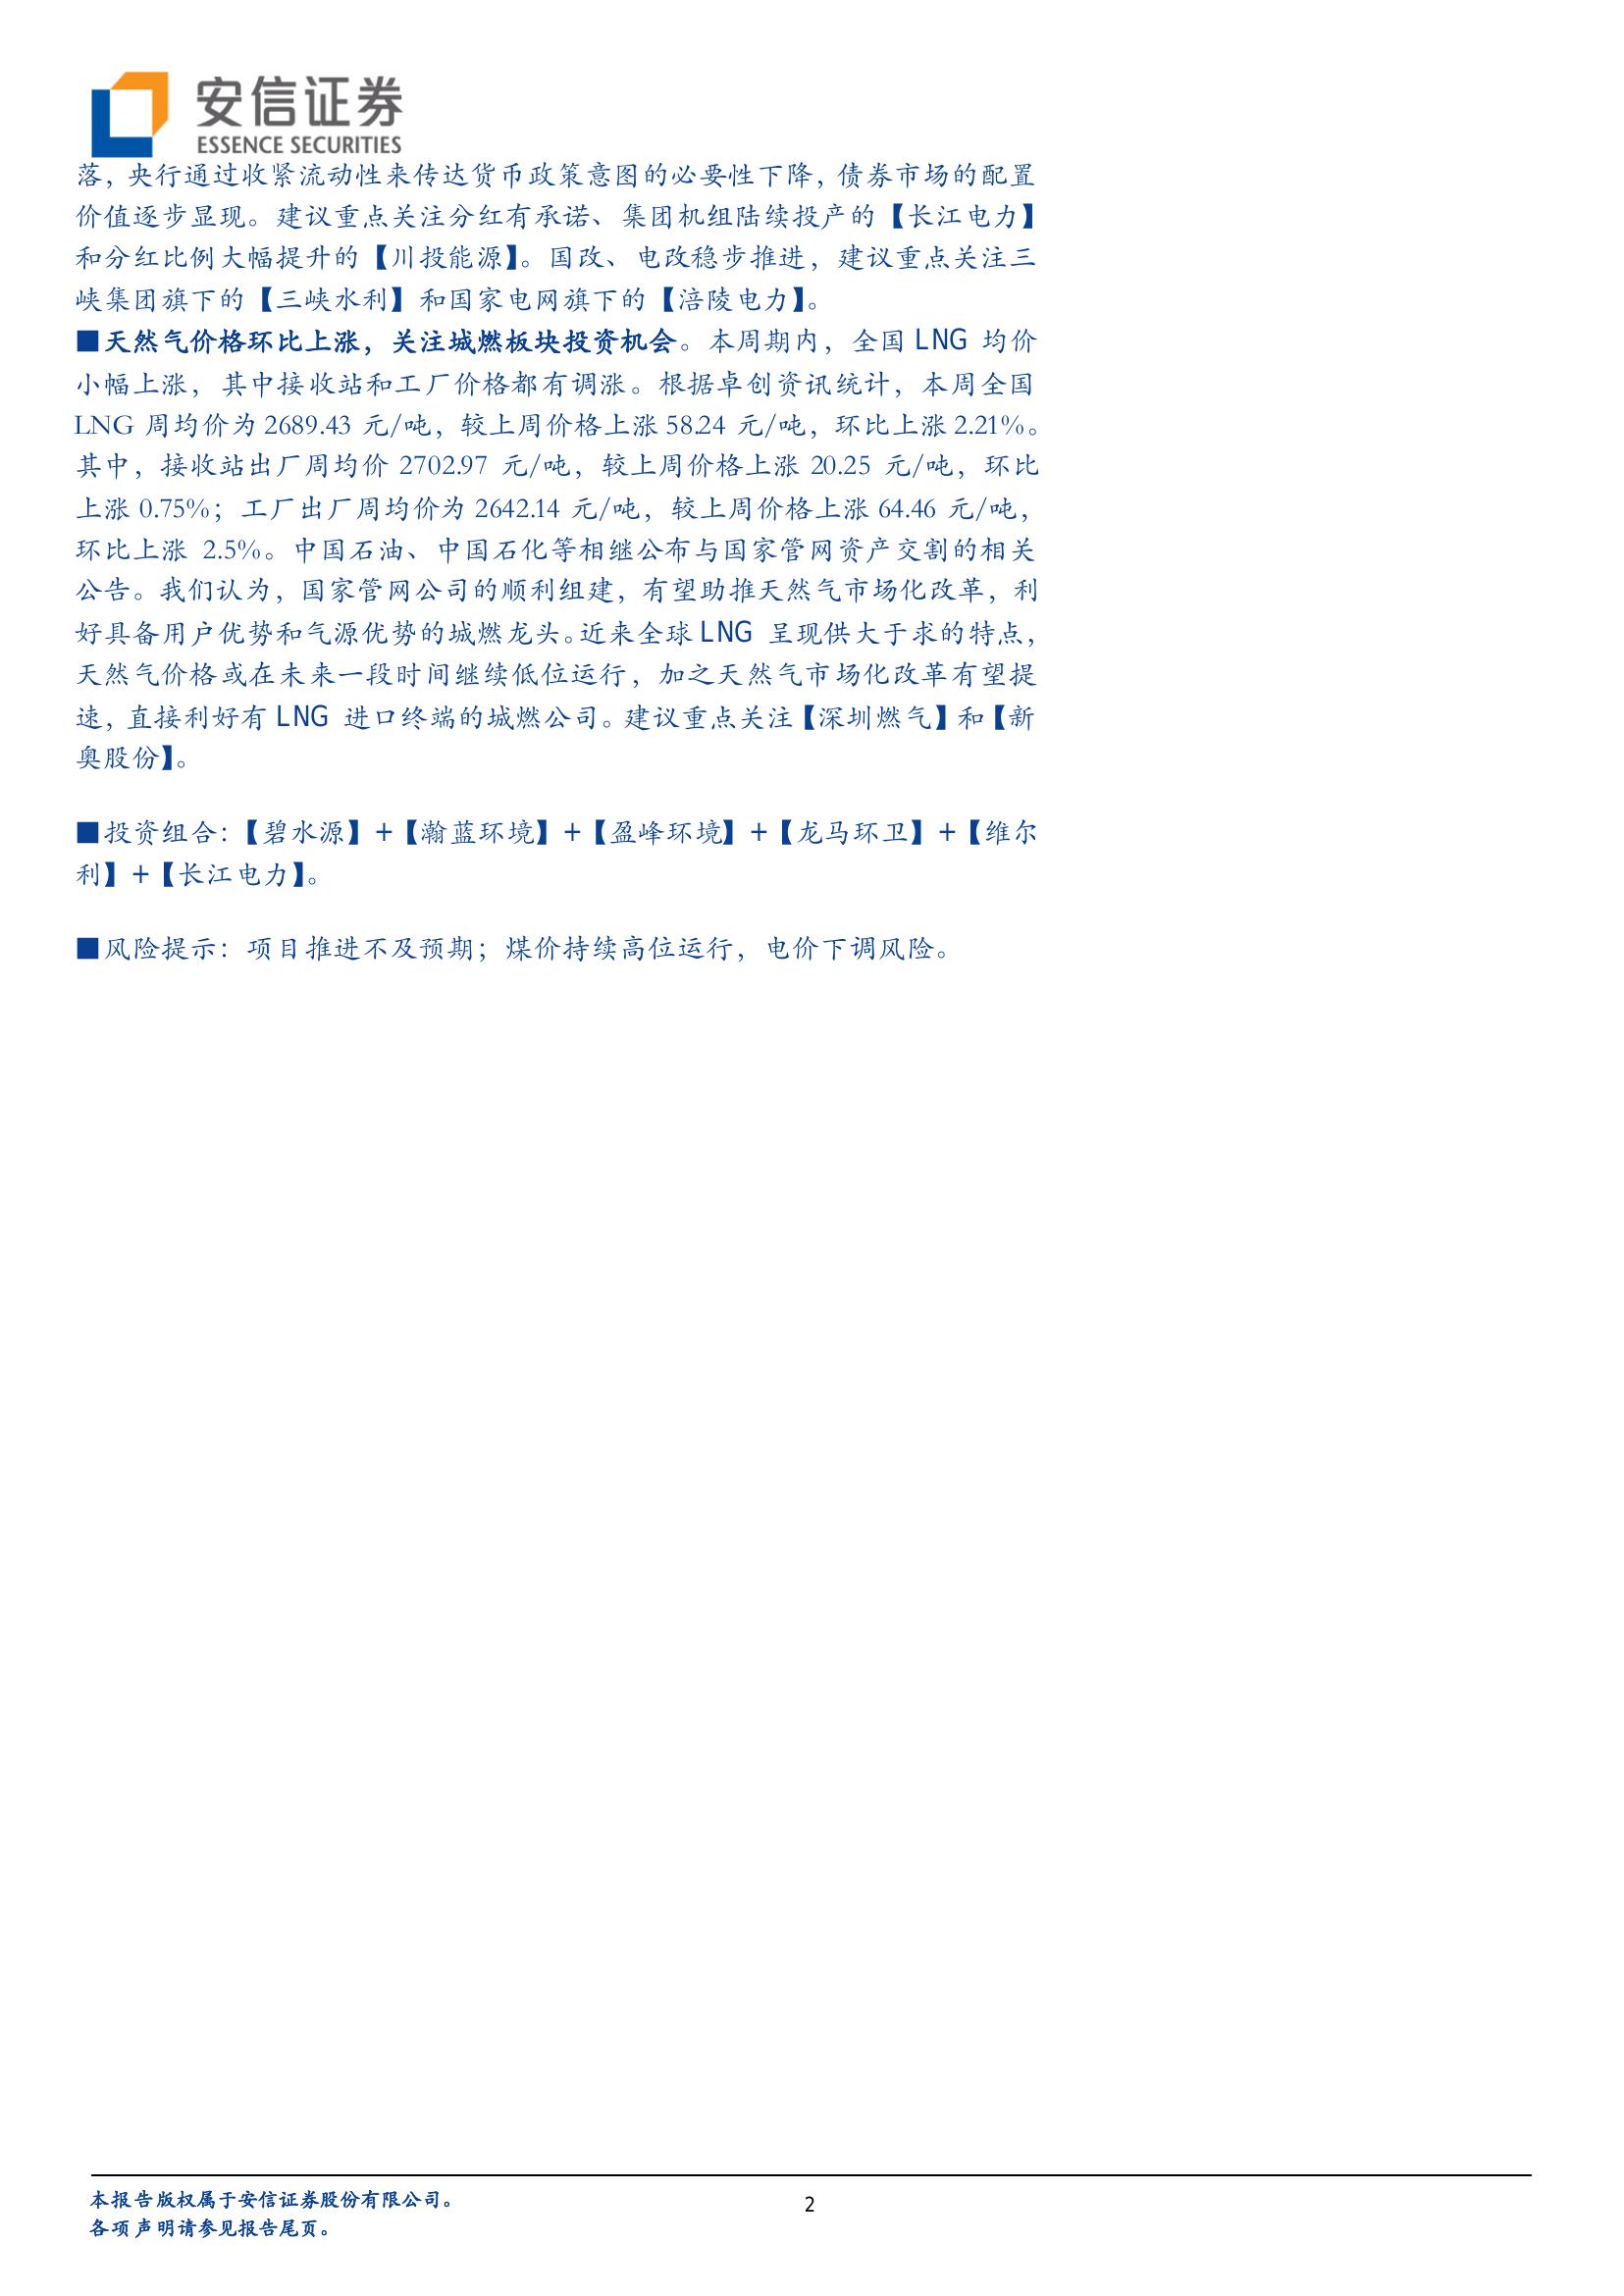 安信证券
ESSENCE SECURITIES
落，央行通过收紧流动性来传达货币政策意图的必要性下降，债券市场的配置
价值逐步显现。建议重点关注分红有承诺、集团机组陆续投产的【长江电力】
和分红比例大幅提升的【川投能源】。国改、电改稳步推进，建议重点关注三
峡集团旗下的【三峡水利】和国家电网旗下的【涪陵电力】。
■天然气价格环比上涨，关注城燃板块投资机会。本周期内，全国 LNG 均价
小幅上涨，其中接收站和工厂价格都有调涨。根据卓创资讯统计，本周全国
LNG 周均价为 2689.43 元/吨，较上周价格上涨 58.24 元/吨，环比上涨 2.21%。
其中，接收站出厂周均价 2702.97 元/吨，较上周价格上涨 20.25 元/吨，环比
上涨 0.75%；工厂出厂周均价为 2642.14 元/吨，较上周价格上涨 64.46 元/吨，
环比上涨 2.5%。中国石油、中国石化等相继公布与国家管网资产交割的相关
公告。我们认为，国家管网公司的顺利组建，有望助推天然气市场化改革，利
好具备用户优势和气源优势的城燃龙头。近来全球 LNG 呈现供大于求的特点，
天然气价格或在未来一段时间继续低位运行，加之天然气市场化改革有望提
速，直接利好有 LNG 进口终端的城燃公司。建议重点关注【深圳燃气】和【新
奥股份】。
■投资组合：【碧水源】+【瀚蓝环境】+【盈峰环境】+【龙马环卫】+【维尔
利】+【长江电力】。
■风险提示：项目推进不及预期；煤价持续高位运行，电价下调风险。
本报告版权属于安信证券股份有限公司。
各项声明请参见报告尾页。
2